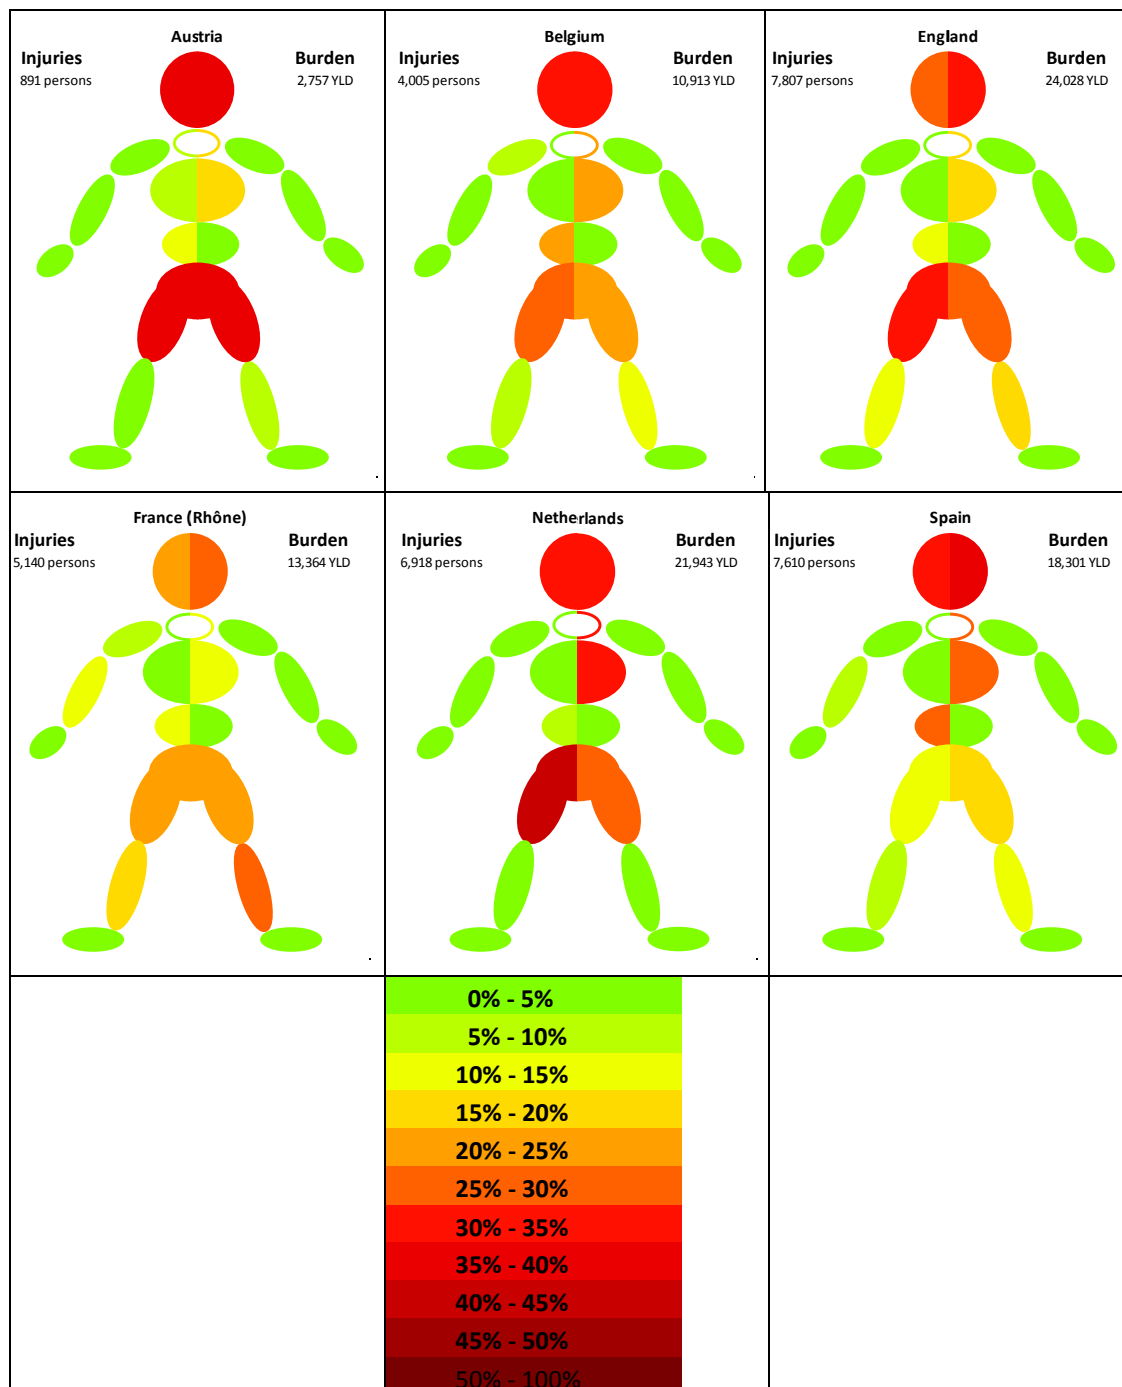 Austria
Injuries Burden
891 persons 2,757 YLD
Belgium
Injuries Burden
4,005 persons 10,913 YLD
England
Injuries Burden
7,807 persons 24,028 YLD
France (Rhône)
Injuries Burden
5,140 persons 13,364 YLD
Netherlands
Injuries Burden
6,918 persons 21,943 YLD
Spain
Injuries Burden
7,610 persons 18,301 YLD
0% - 5%
5% - 10%
10% - 15%
15% - 20%
20% - 25%
25% - 30%
30% - 35%
35% - 40%
40% - 45%
45% - 50%
50% - 100%